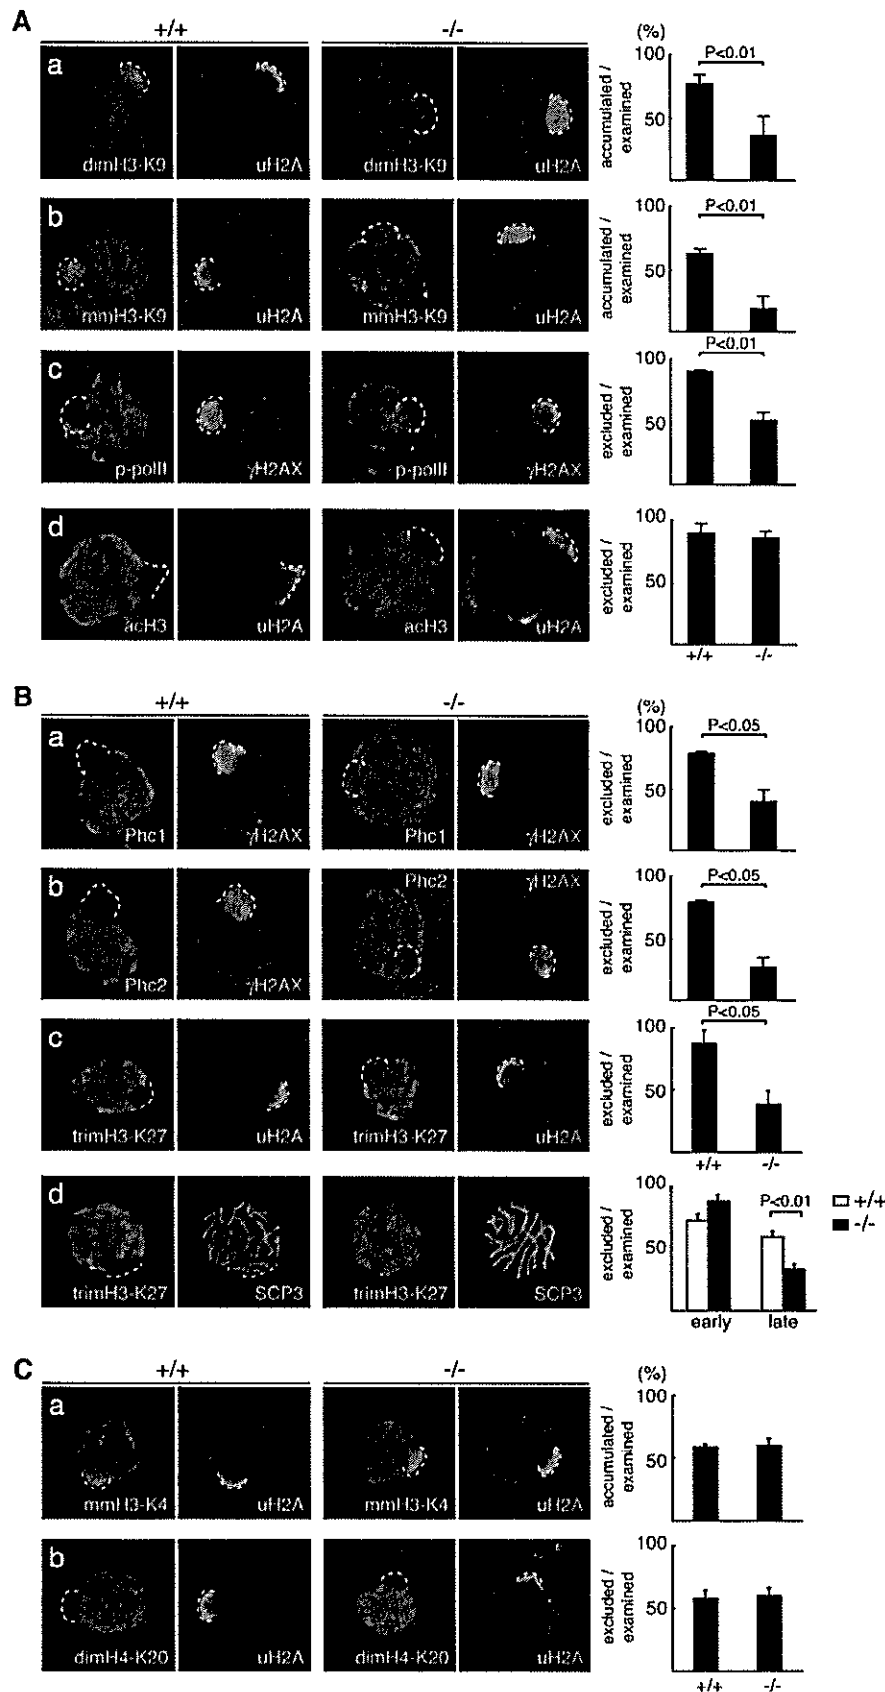 A
+/+
-/-
(%)
a
dimH3-K9
uH2A
dimH3-K9
uH2A
accumulated / examined
100
50
P<0.01
b
mmH3-K9
uH2A
mmH3-K9
uH2A
accumulated / examined
100
50
P<0.01
c
p-polII
γH2AX
p-polII
γH2AX
excluded / examined
100
50
P<0.01
d
acH3
uH2A
acH3
uH2A
excluded / examined
100
50
+/+
-/-
B
+/+
-/-
(%)
a
Phc1
γH2AX
Phc1
γH2AX
excluded / examined
100
50
P<0.05
b
Phc2
γH2AX
Phc2
γH2AX
excluded / examined
100
50
P<0.05
c
trimH3-K27
uH2A
trimH3-K27
uH2A
excluded / examined
100
50
P<0.05
+/+
-/-
d
trimH3-K27
SCP3
trimH3-K27
SCP3
excluded / examined
100
50
P<0.01
+/+
-/-
early
late
C
+/+
-/-
(%)
a
mmH3-K4
uH2A
mmH3-K4
uH2A
accumulated / examined
100
50
b
dimH4-K20
uH2A
dimH4-K20
uH2A
excluded / examined
100
50
+/+
-/-